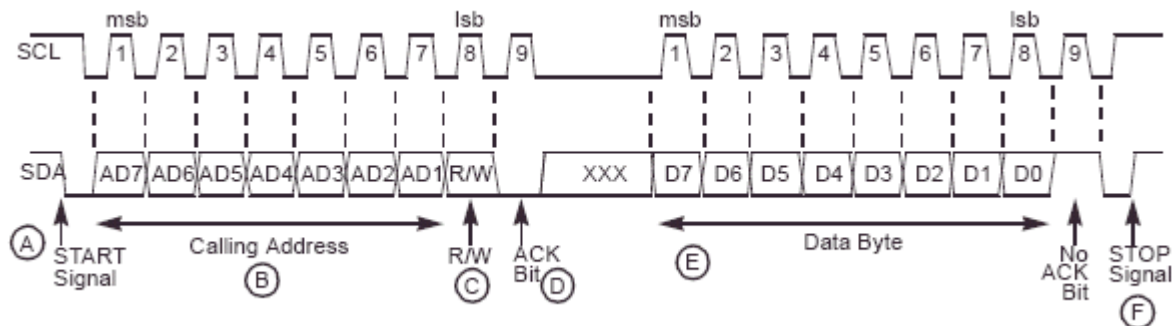 msb lsb msb lsb
SCL 1 2 3 4 5 6 7 8 9 1 2 3 4 5 6 7 8 9
SDA AD7 AD6 AD5 AD4 AD3 AD2 AD1 R/W XXX D7 D6 D5 D4 D3 D2 D1 D0
A START Signal
Calling Address
B
R/W
C
ACK
Bit D
E
Data Byte
No
ACK
Bit
STOP
Signal
F